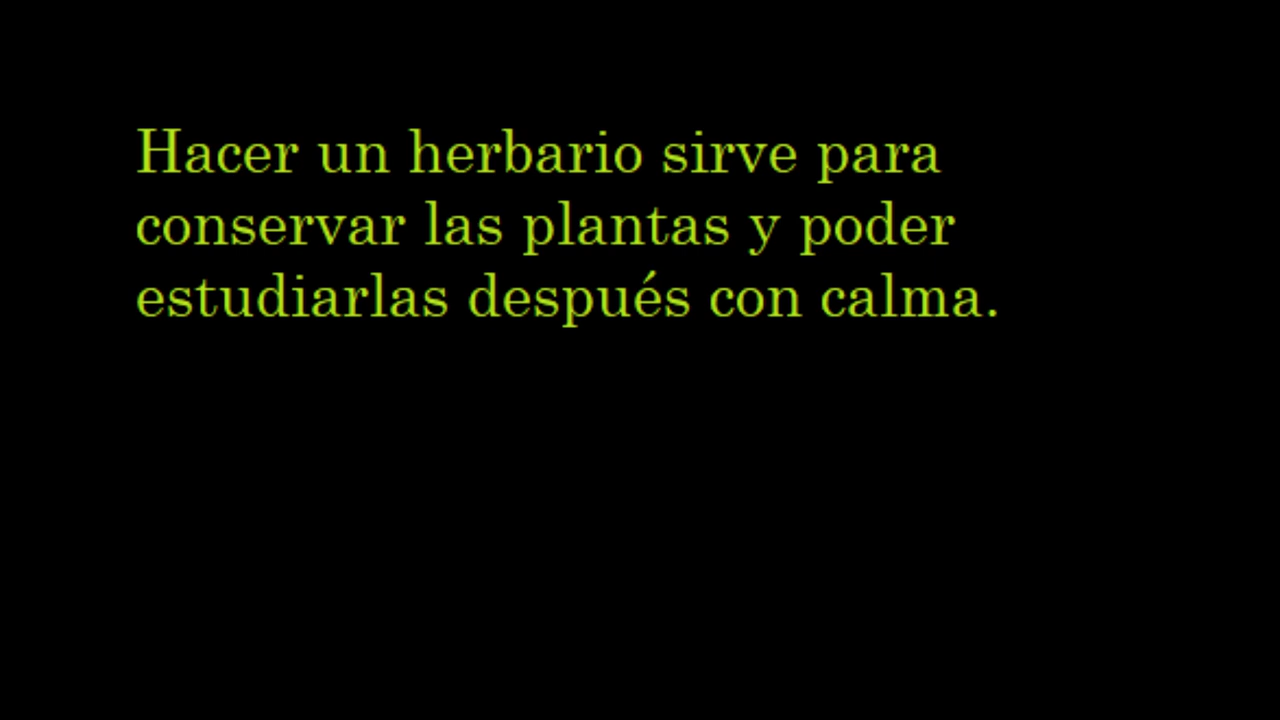 Hacer un herbario sirve para
conservar las plantas y poder
estudiarlas después con calma.